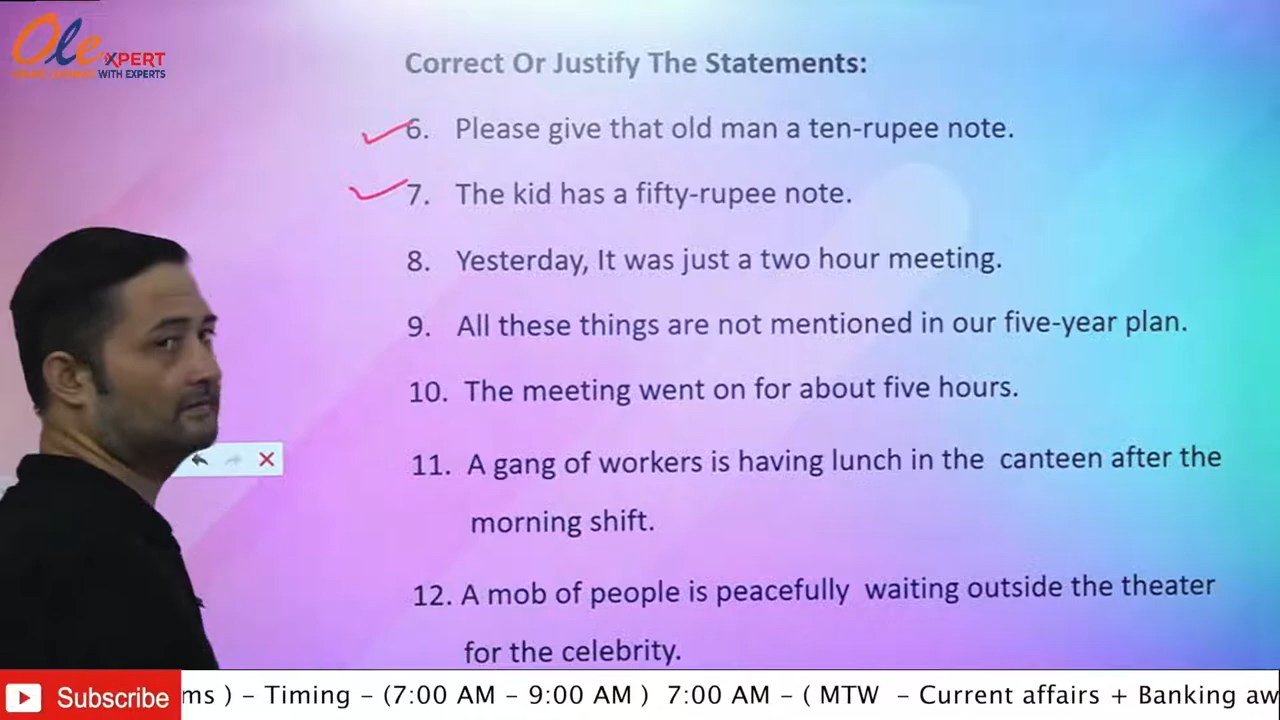 Ole
XPERT
WITH EXPERTS
Correct Or Justify The Statements:
6. Please give that old man a ten-rupee note.
7. The kid has a fifty-rupee note.
8. Yesterday, It was just a two hour meeting.
9. All these things are not mentioned in our five-year plan.
10. The meeting went on for about five hours.
11. A gang of workers is having lunch in the canteen after the
morning shift.
12. A mob of people is peacefully waiting outside the theater
for the celebrity.
Subscribe
ms ) – Timing – (7:00 AM – 9:00 AM ) 7:00 AM – ( MTW – Current affairs + Banking aw